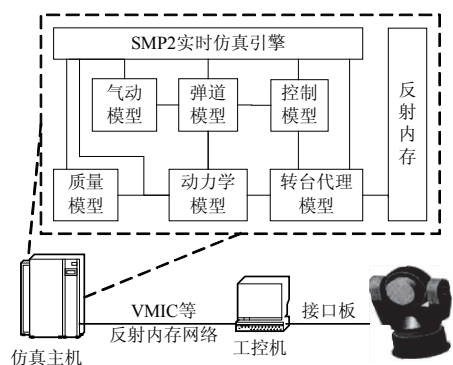 SMP2实时仿真引擎
气动
模型
弹道
模型
控制
模型
反
射
内
存
质量
模型
动力学
模型
转台代理
模型
VMIC等
反射内存网络
接口板
仿真主机
工控机